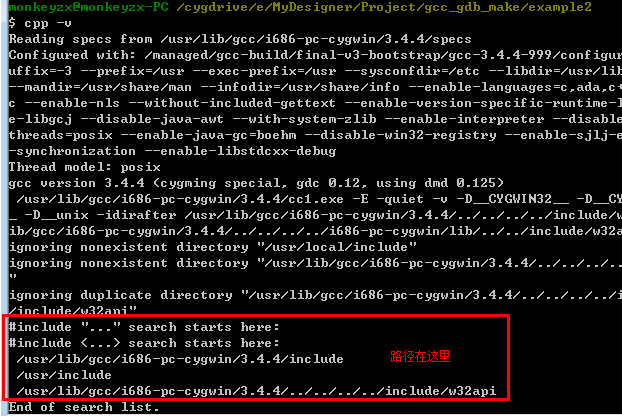 monkeyzx@monkeyzx-PC /cygdrive/e/MyDesigner/Project/gcc_gdb_make/example2
$ cpp -v
Reading specs from /usr/lib/gcc/i686-pc-cygwin/3.4.4/specs
Configured with: /managed/gcc-build/final-v3-bootstrap/gcc-3.4.4-999/configur
uffix=-3 --prefix=/usr --exec-prefix=/usr --sysconfdir=/etc --libdir=/usr/lib
--mandir=/usr/share/man --infodir=/usr/share/info --enable-languages=c,ada,c+
c --enable-nls --without-included-gettext --enable-version-specific-runtime-l
e-libgcj --disable-java-awt --with-system-zlib --enable-interpreter --disable
threads=posix --enable-java-gc=boehm --disable-win32-registry --enable-sjlj-e
-synchronization --enable-libstdcxx-debug
Thread model: posix
gcc version 3.4.4 (cygming special, gdc 0.12, using dmd 0.125)
/usr/lib/gcc/i686-pc-cygwin/3.4.4/cc1.exe -E -quiet -v -D__CYGWIN32__ -D__C
_ -D__unix -idirafter /usr/lib/gcc/i686-pc-cygwin/3.4.4/../../../../include/w
ib/gcc/i686-pc-cygwin/3.4.4/../../../../i686-pc-cygwin/lib/../../include/w32a
ignoring nonexistent directory "/usr/local/include"
ignoring nonexistent directory "/usr/lib/gcc/i686-pc-cygwin/3.4.4/../../../..
"
ignoring duplicate directory "/usr/lib/gcc/i686-pc-cygwin/3.4.4/../../../../i
/include/w32api"
#include "..." search starts here:
#include <...> search starts here:
/usr/lib/gcc/i686-pc-cygwin/3.4.4/include
路径在这里
/usr/include
/usr/lib/gcc/i686-pc-cygwin/3.4.4/../../../../include/w32api
End of search list.